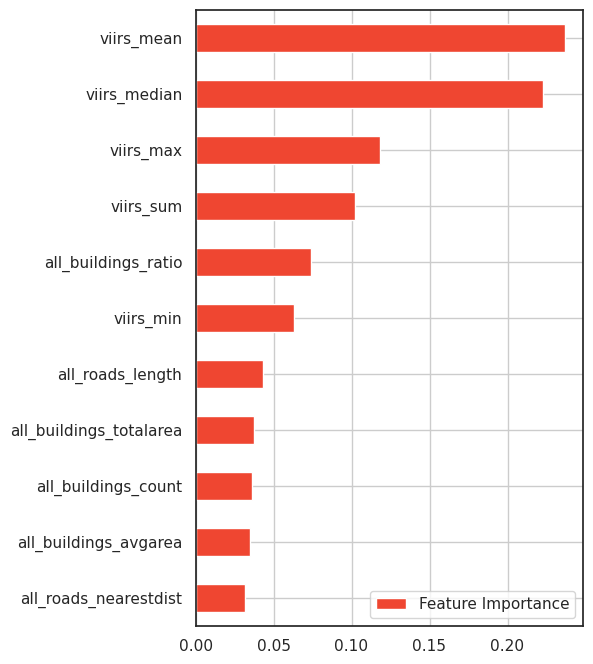 viirs_mean
viirs_median
viirs_max
viirs_sum
all_buildings_ratio
viirs_min
all_roads_length
all_buildings_totalarea
all_buildings_count
all_buildings_avgarea
all_roads_nearestdist
Feature Importance
0.00 0.05 0.10 0.15 0.20